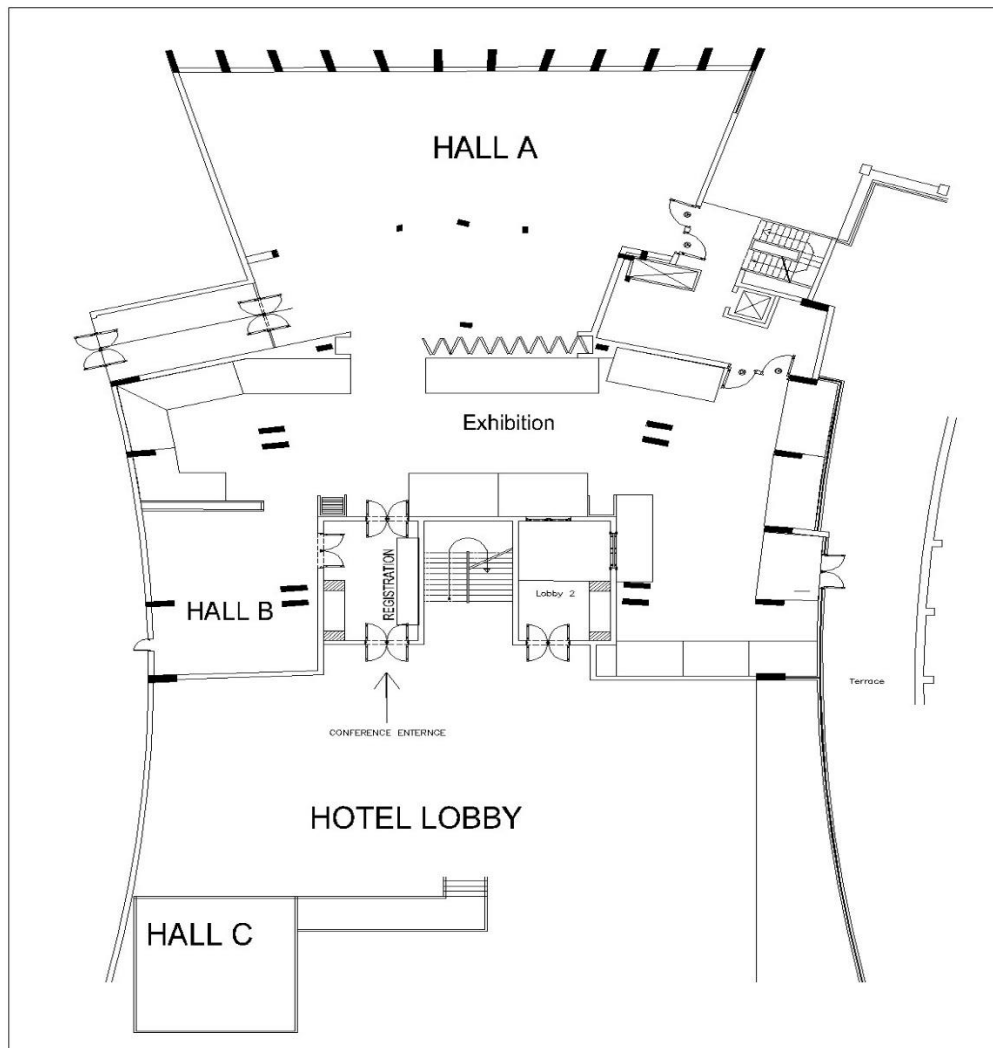 HALL A
Exhibition
REGISTRATION
HALL B
Lobby 2
Terrace
CONFERENCE ENTERNCE
HOTEL LOBBY
HALL C